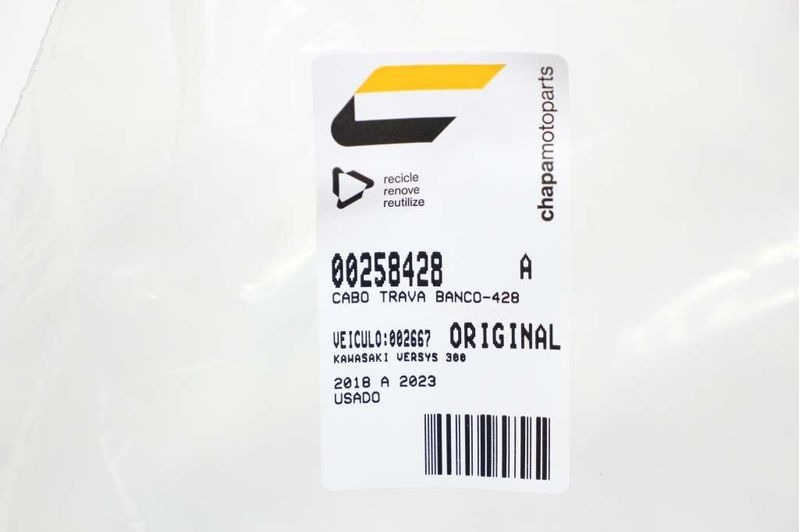 chapamotoparts
recicle
renove
reutilize
00258428 A
CABO TRAVA BANCO-428
VEICULO:002667 ORIGINAL
KAWASAKI VERSYS 300
2018 A 2023
USADO